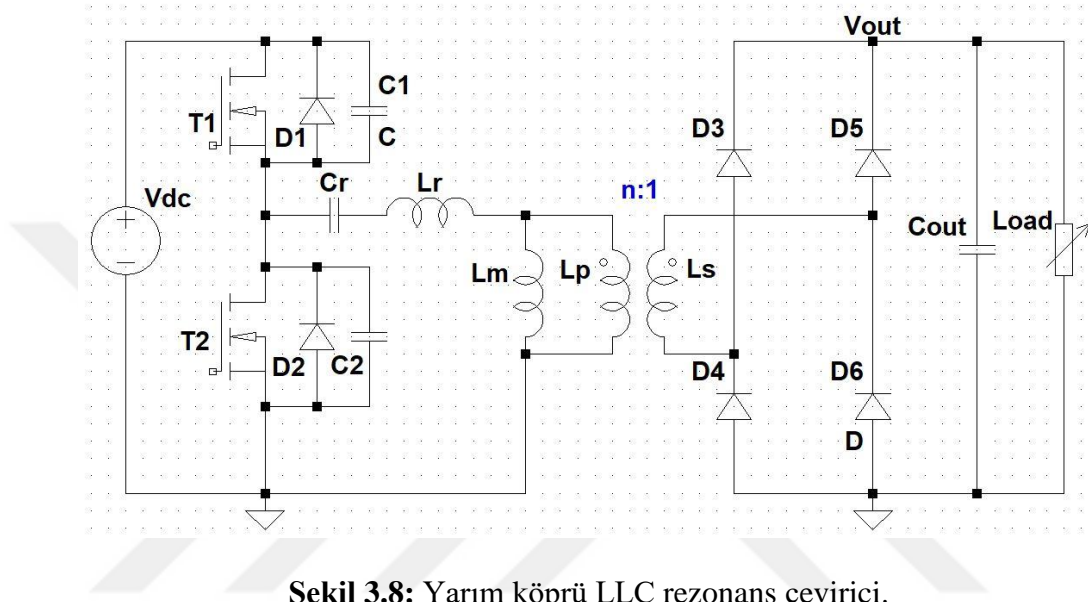 Vout
C1
T1
D1
C
D3
D5
Cr
Lr
n:1
Vdc
Cout
Load
Lm
Lp
Ls
T2
D2
C2
D4
D6
D
Şekil 3.8: Yarım köprü LLC rezonans çevirici.